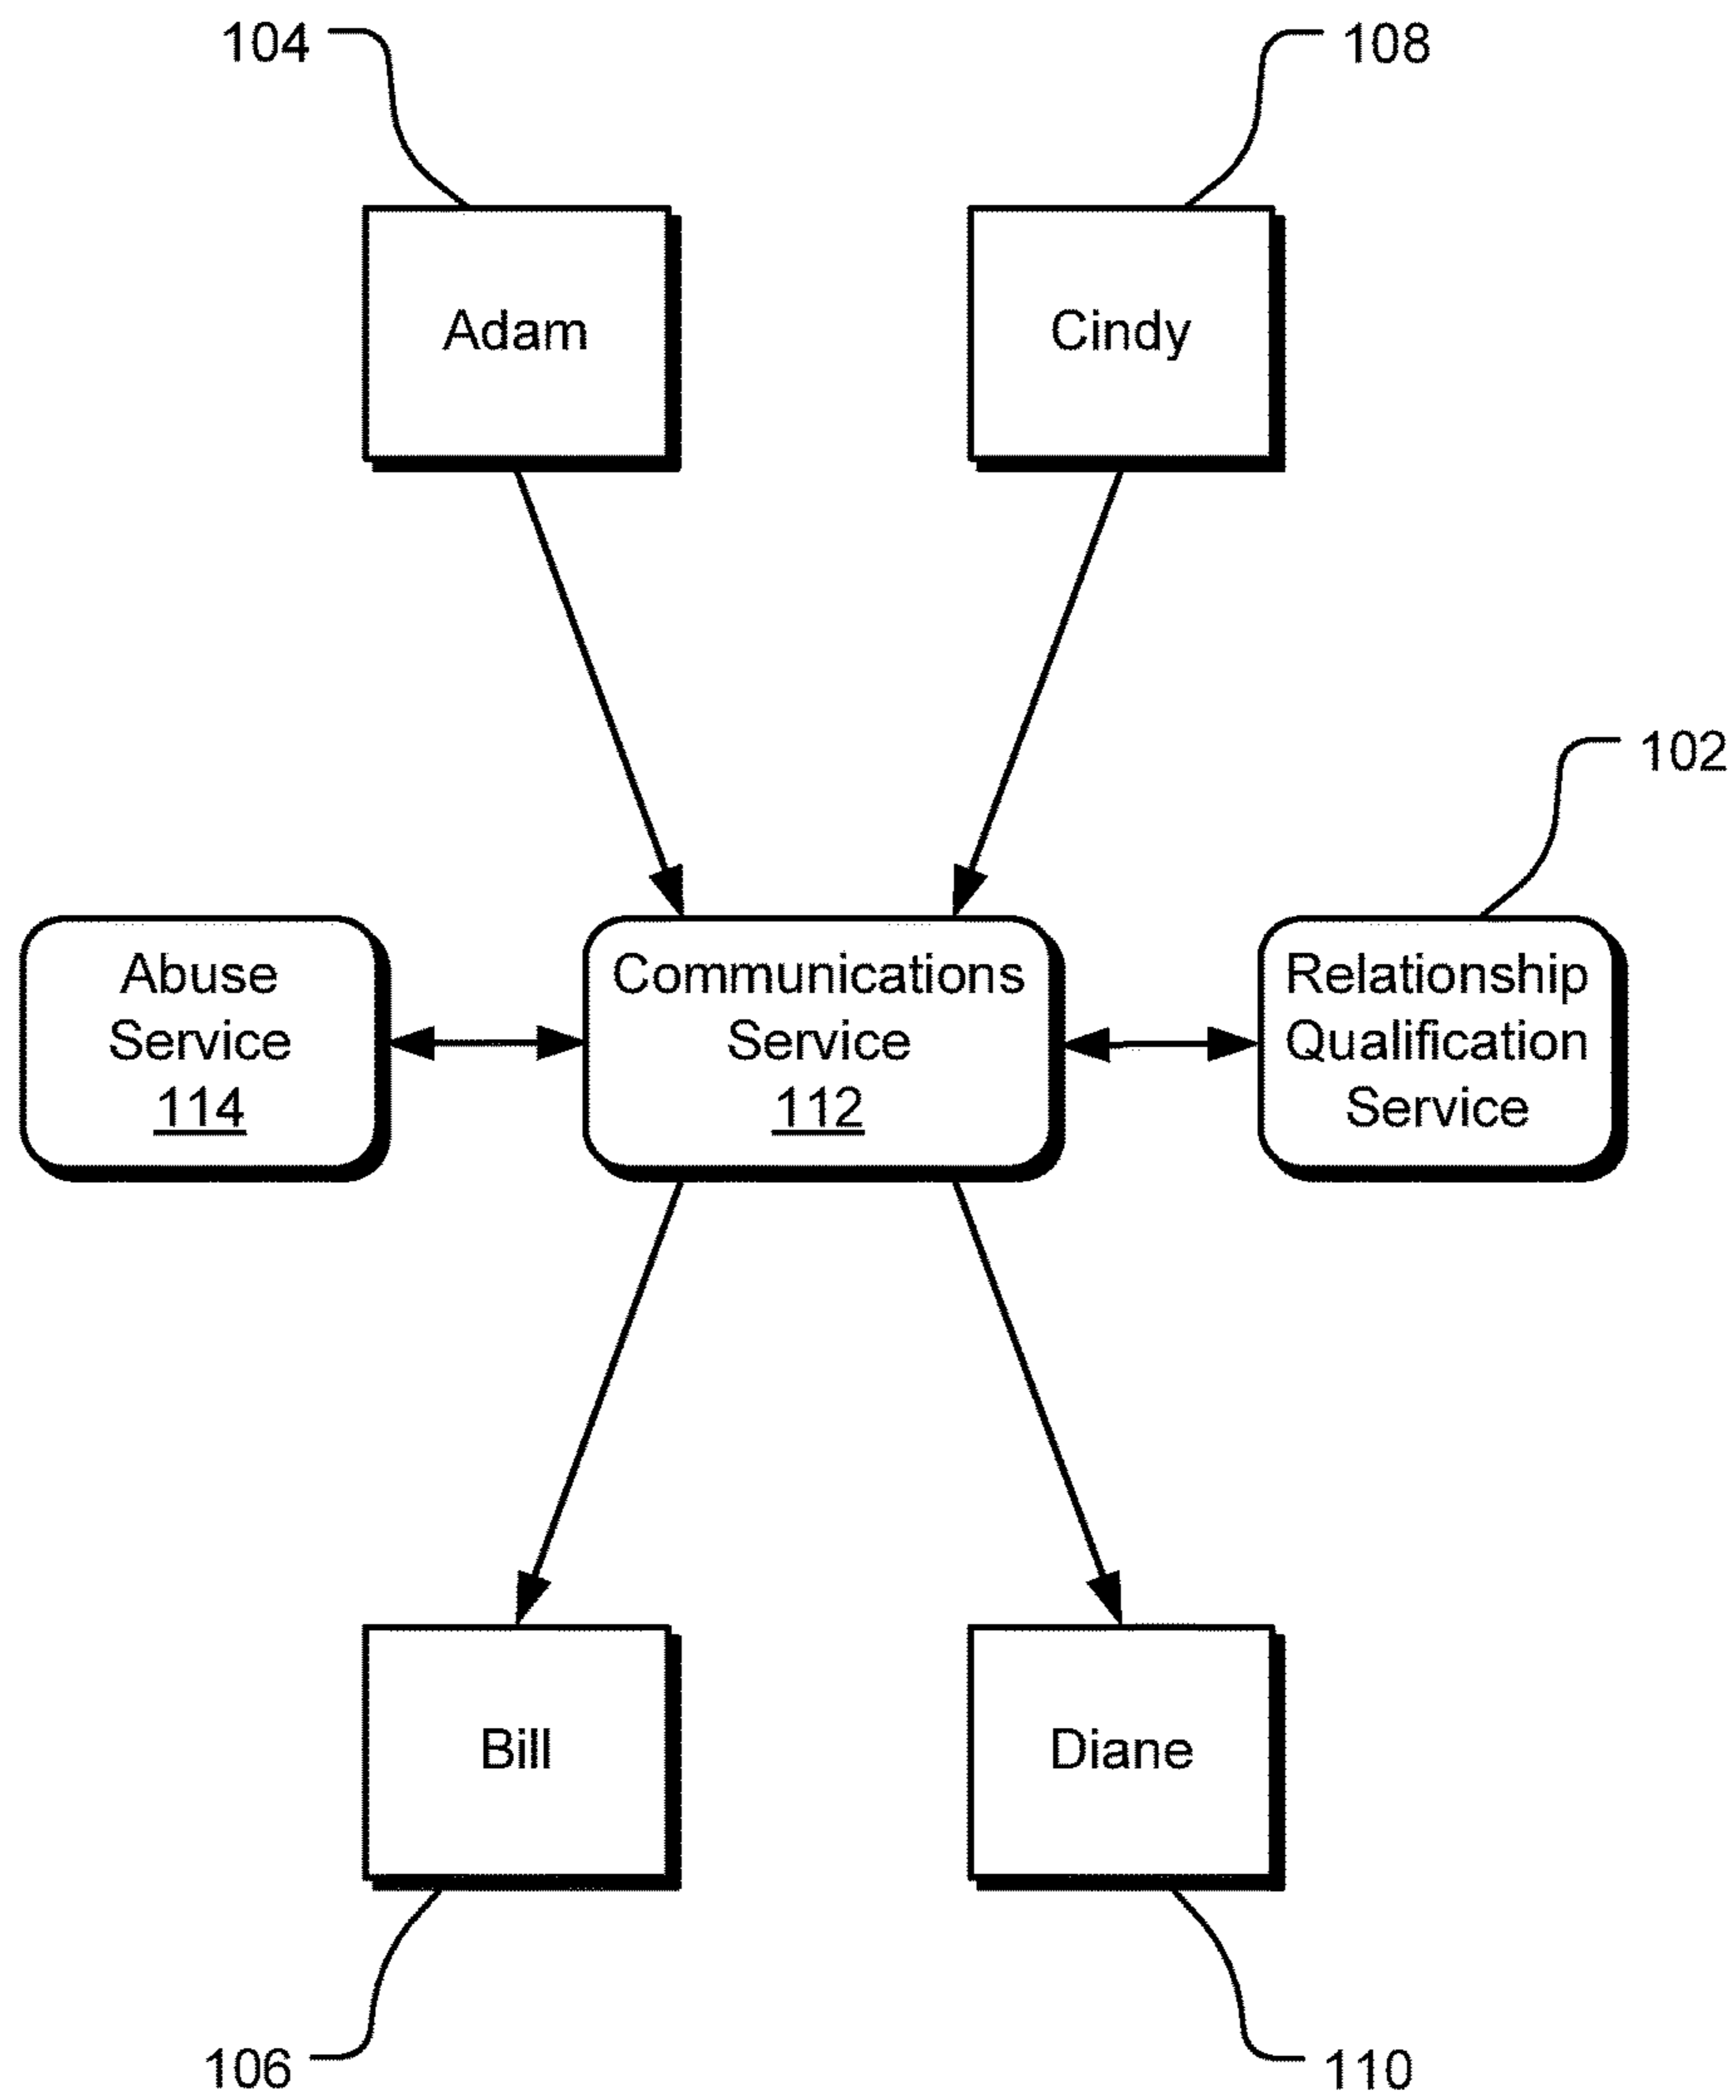 104
108
Adam
Cindy
102
Abuse
Service
114
Communications
Service
112
Relationship
Qualification
Service
Bill
Diane
106
110